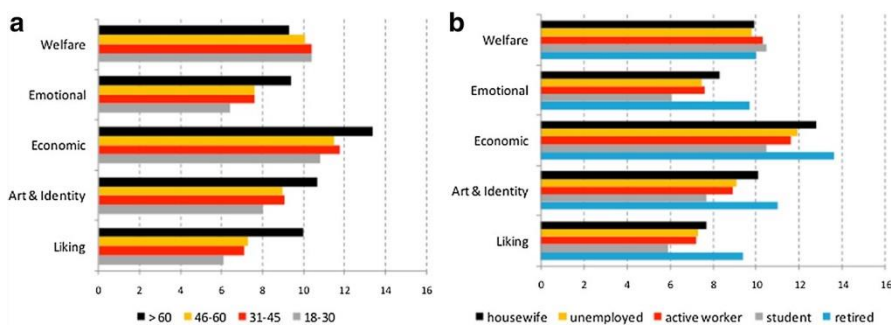 a
Welfare
Emotional
Economic
Art & Identity
Liking
0 2 4 6 8 10 12 14 16
>60 46-60 31-45 18-30
b
Welfare
Emotional
Economic
Art & Identity
Liking
0 2 4 6 8 10 12 14 16
housewife unemployed active worker student retired